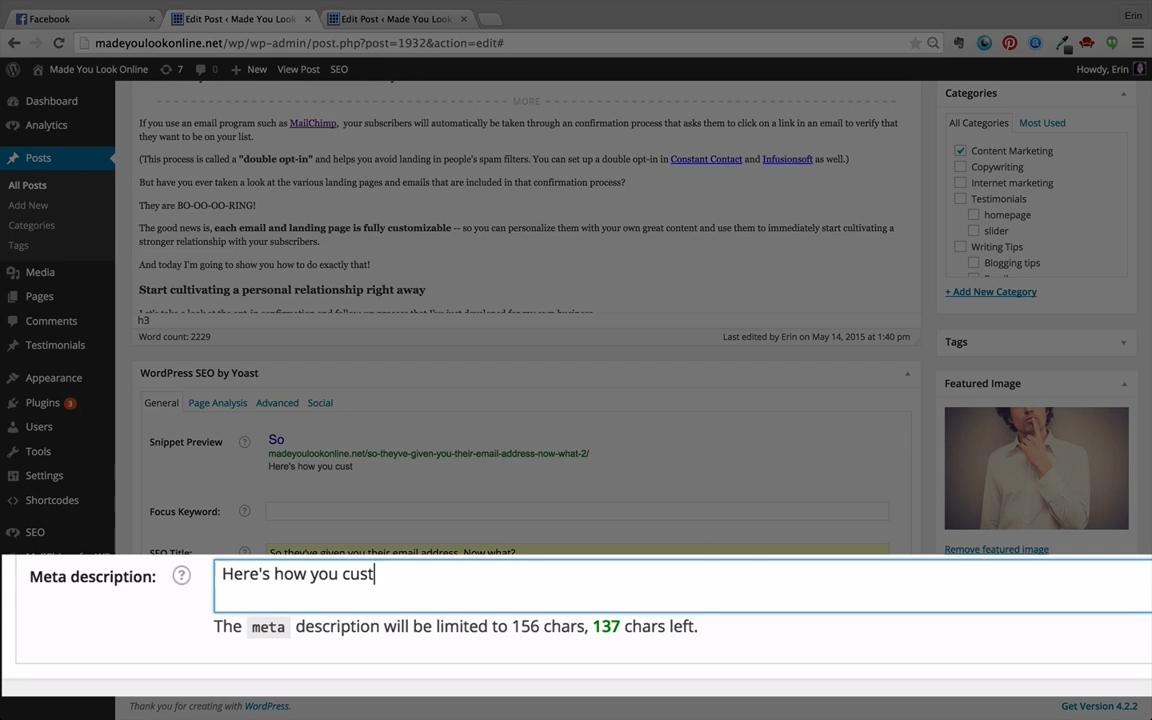 Facebook
Edit Post ‹ Made You Look
Edit Post ‹ Made You Look Onl
Erin
madeyoulookonline.net/wp/wp-admin/post.php?post=1932&action=edit#
Made You Look Online
7
0
New
View Post
SEO
Howdy, Erin
Dashboard
Analytics
Posts
All Posts
Add New
Categories
Tags
Media
Pages
Comments
Testimonials
Appearance
Plugins 3
Users
Tools
Settings
Shortcodes
SEO
MORE
If you use an email program such as MailChimp, your subscribers will automatically be taken through an confirmation process that asks them to click on a link in an email to verify that
they want to be on your list.
(This process is called a "double opt-in" and helps you avoid landing in people's spam filters. You can set up a double opt-in in Constant Contact and Infusionsoft as well.)
But have you ever taken a look at the various landing pages and emails that are included in that confirmation process?
They are BO-OO-OO-RING!
The good news is, each email and landing page is fully customizable -- so you can personalize them with your own great content and use them to immediately start cultivating a
stronger relationship with your subscribers.
And today I'm going to show you how to do exactly that!
Start cultivating a personal relationship right away
Let's take a look at the opt-in confirmation and follow-up process that I've just developed for my own business
h3
Word count: 2229
Last edited by Erin on May 14, 2015 at 1:40 pm
WordPress SEO by Yoast
General
Page Analysis
Advanced
Social
Snippet Preview
?
So
madeyoulookonline.net/so-theyve-given-you-their-email-address-now-what-2/
Here's how you cust
Focus Keyword:
?
SEO Title:
?
So they've given you their email address. Now what?
Categories
All Categories
Most Used
Content Marketing
Copywriting
Internet marketing
Testimonials
homepage
slider
Writing Tips
Blogging tips
+ Add New Category
Tags
Featured Image
Remove featured image
Meta description:
?
Here's how you cust
The meta description will be limited to 156 chars, 137 chars left.
Thank you for creating with WordPress.
Get Version 4.2.2